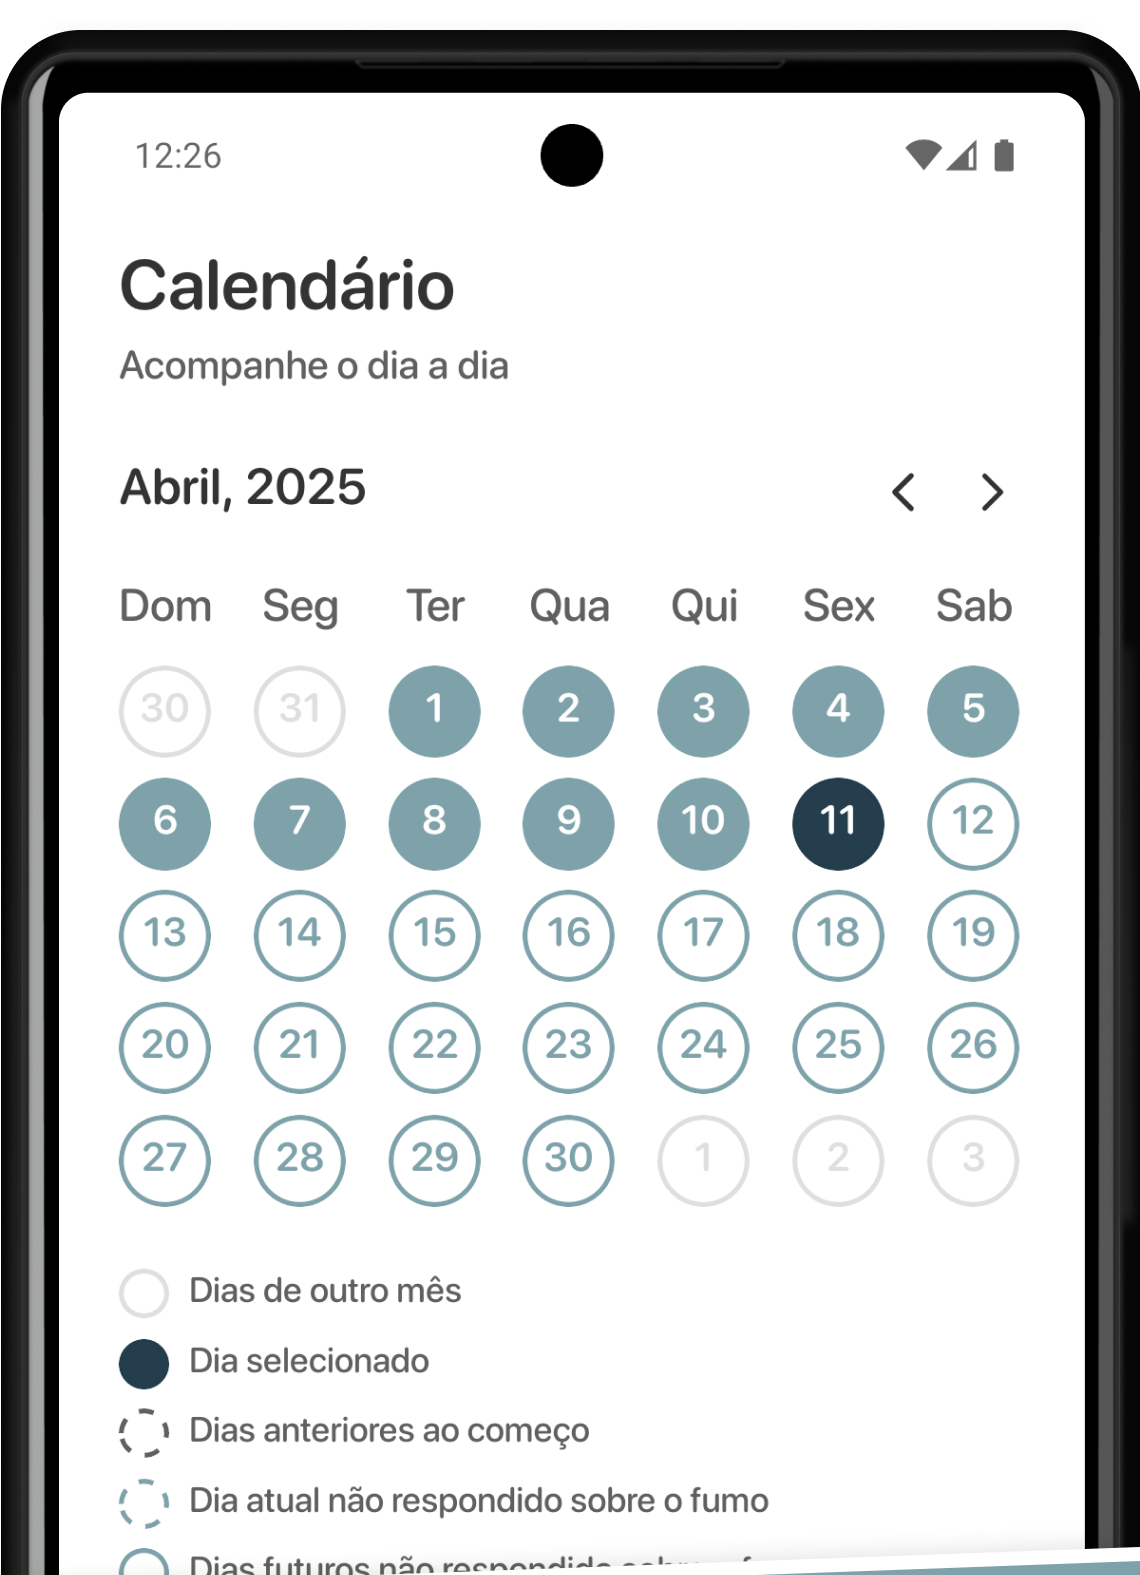 12:26
Calendário
Acompanhe o dia a dia
Abril, 2025
Dom Seg Ter Qua Qui Sex Sab
30 31 1 2 3 4 5
6 7 8 9 10 11 12
13 14 15 16 17 18 19
20 21 22 23 24 25 26
27 28 29 30 1 2 3
Dias de outro mês
Dia selecionado
Dias anteriores ao começo
Dia atual não respondido sobre o fumo
Dias futuros não respondido